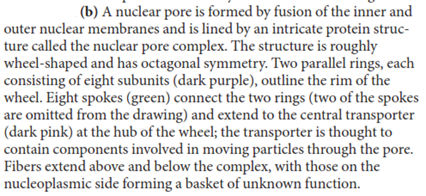 (b) A nuclear pore is formed by fusion of the inner and
outer nuclear membranes and is lined by an intricate protein struc-
ture called the nuclear pore complex. The structure is roughly
wheel-shaped and has octagonal symmetry. Two parallel rings, each
consisting of eight subunits (dark purple), outline the rim of the
wheel. Eight spokes (green) connect the two rings (two of the spokes
are omitted from the drawing) and extend to the central transporter
(dark pink) at the hub of the wheel; the transporter is thought to
contain components involved in moving particles through the pore.
Fibers extend above and below the complex, with those on the
nucleoplasmic side forming a basket of unknown function.